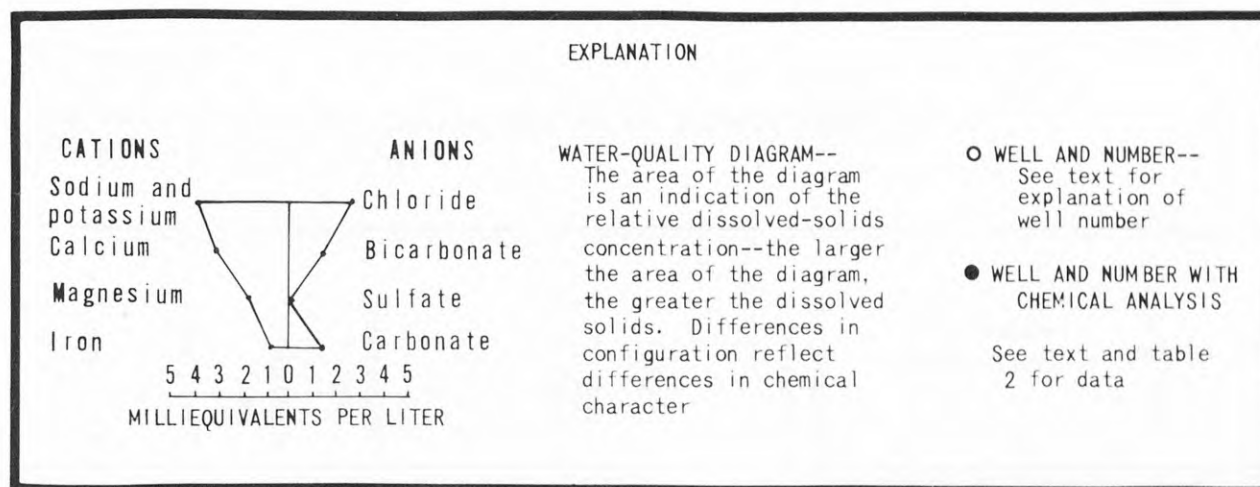 EXPLANATION
CATIONS
ANIONS
Sodium and
potassium
Chloride
Calcium
Bicarbonate
Magnesium
Sulfate
Iron
Carbonate
5 4 3 2 1 0 1 2 3 4 5
MILLIEQUIVALENTS PER LITER
WATER-QUALITY DIAGRAM--
The area of the diagram
is an indication of the
relative dissolved-solids
concentration--the larger
the area of the diagram,
the greater the dissolved
solids. Differences in
configuration reflect
differences in chemical
character
WELL AND NUMBER--
See text for
explanation of
well number
WELL AND NUMBER WITH
CHEMICAL ANALYSIS
See text and table
2 for data